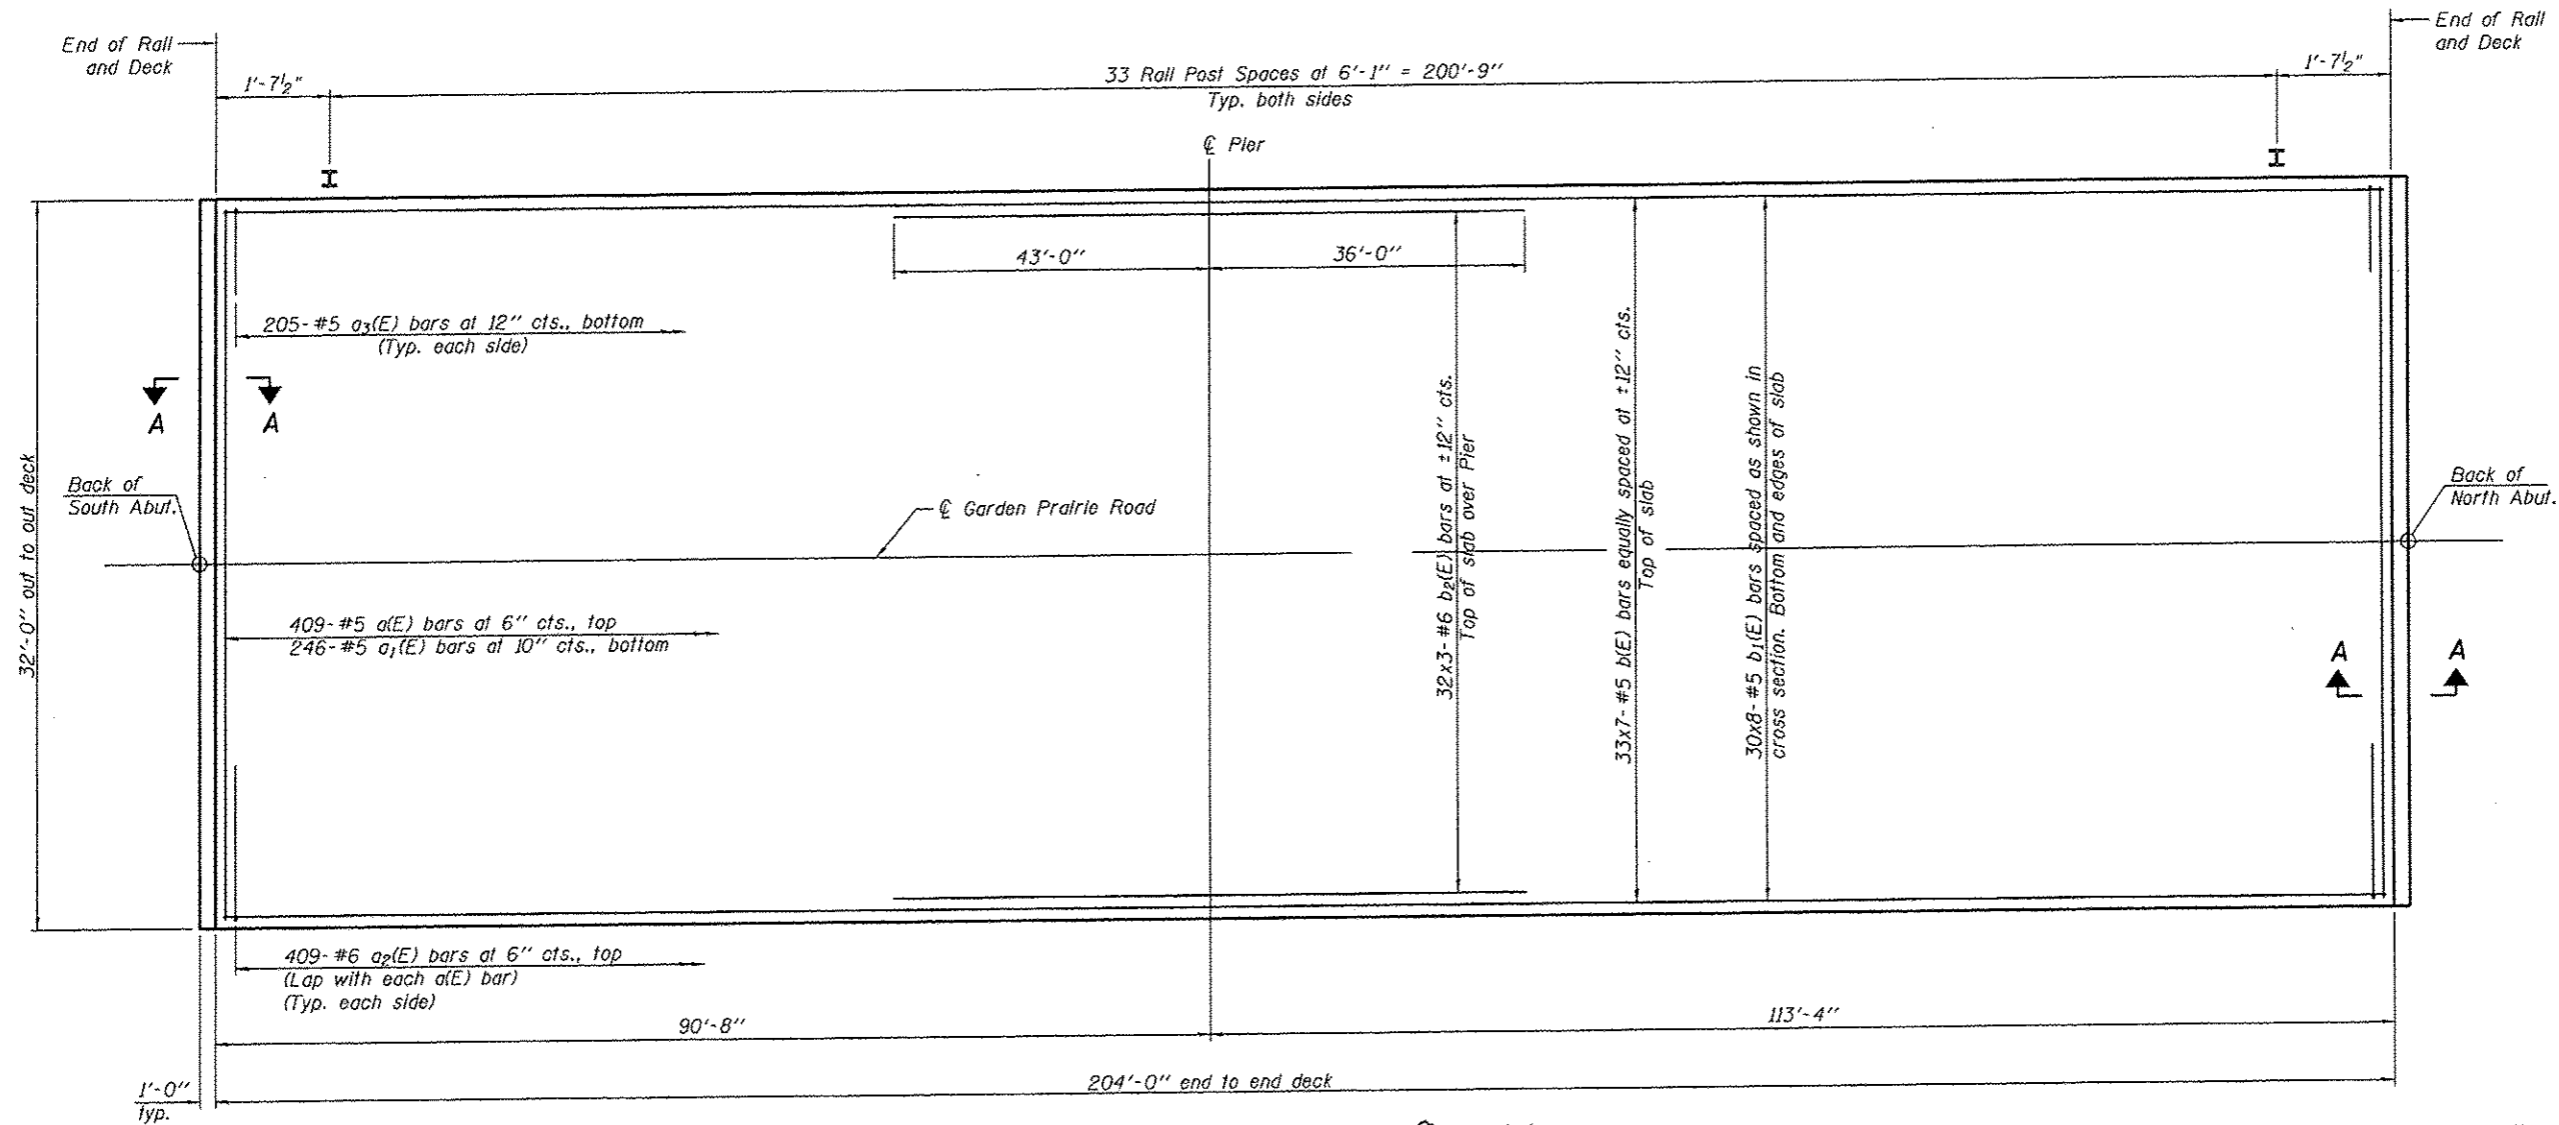 End of Rail
and Deck
End of Rail
and Deck
1'-7½"
33 Rail Post Spaces at 6'-1" = 200'-9"
Typ. both sides
1'-7½"
℄ Pier
43'-0"
36'-0"
205-#5 a3(E) bars at 12" cts., bottom
(Typ. each side)
A
A
32'-0" out to out deck
Back of
South Abut.
℄ Garden Prairie Road
32x3-#6 b2(E) bars at ±12" cts.
Top of slab over Pier
33x7-#5 b(E) bars equally spaced at ±12" cts.
Top of slab
30x8-#5 b1(E) bars spaced as shown in
cross section. Bottom and edges of slab
Back of
North Abut.
409-#5 a(E) bars at 6" cts., top
246-#5 a1(E) bars at 10" cts., bottom
A
A
409-#6 a2(E) bars at 6" cts., top
(Lap with each a(E) bar)
(Typ. each side)
90'-8"
113'-4"
204'-0" end to end deck
1'-0"
typ.